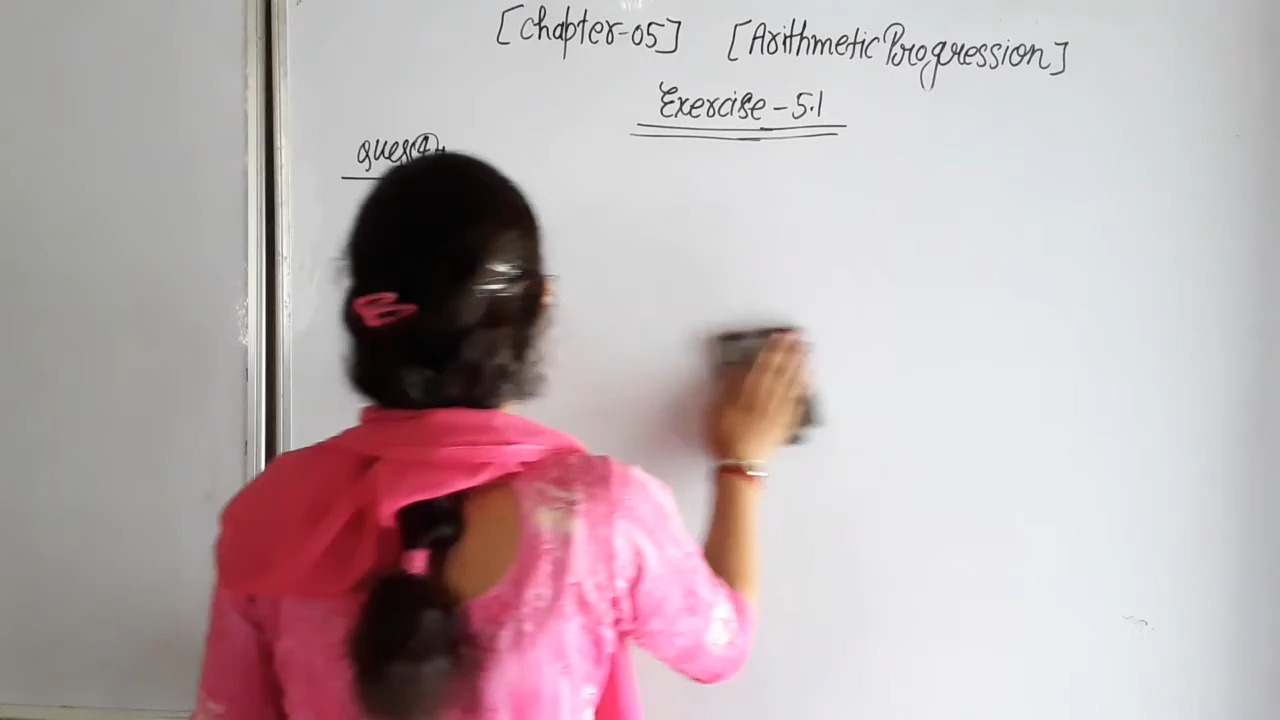 [Chapter-05] [Arithmetic Progression]
Exercise - 5.1